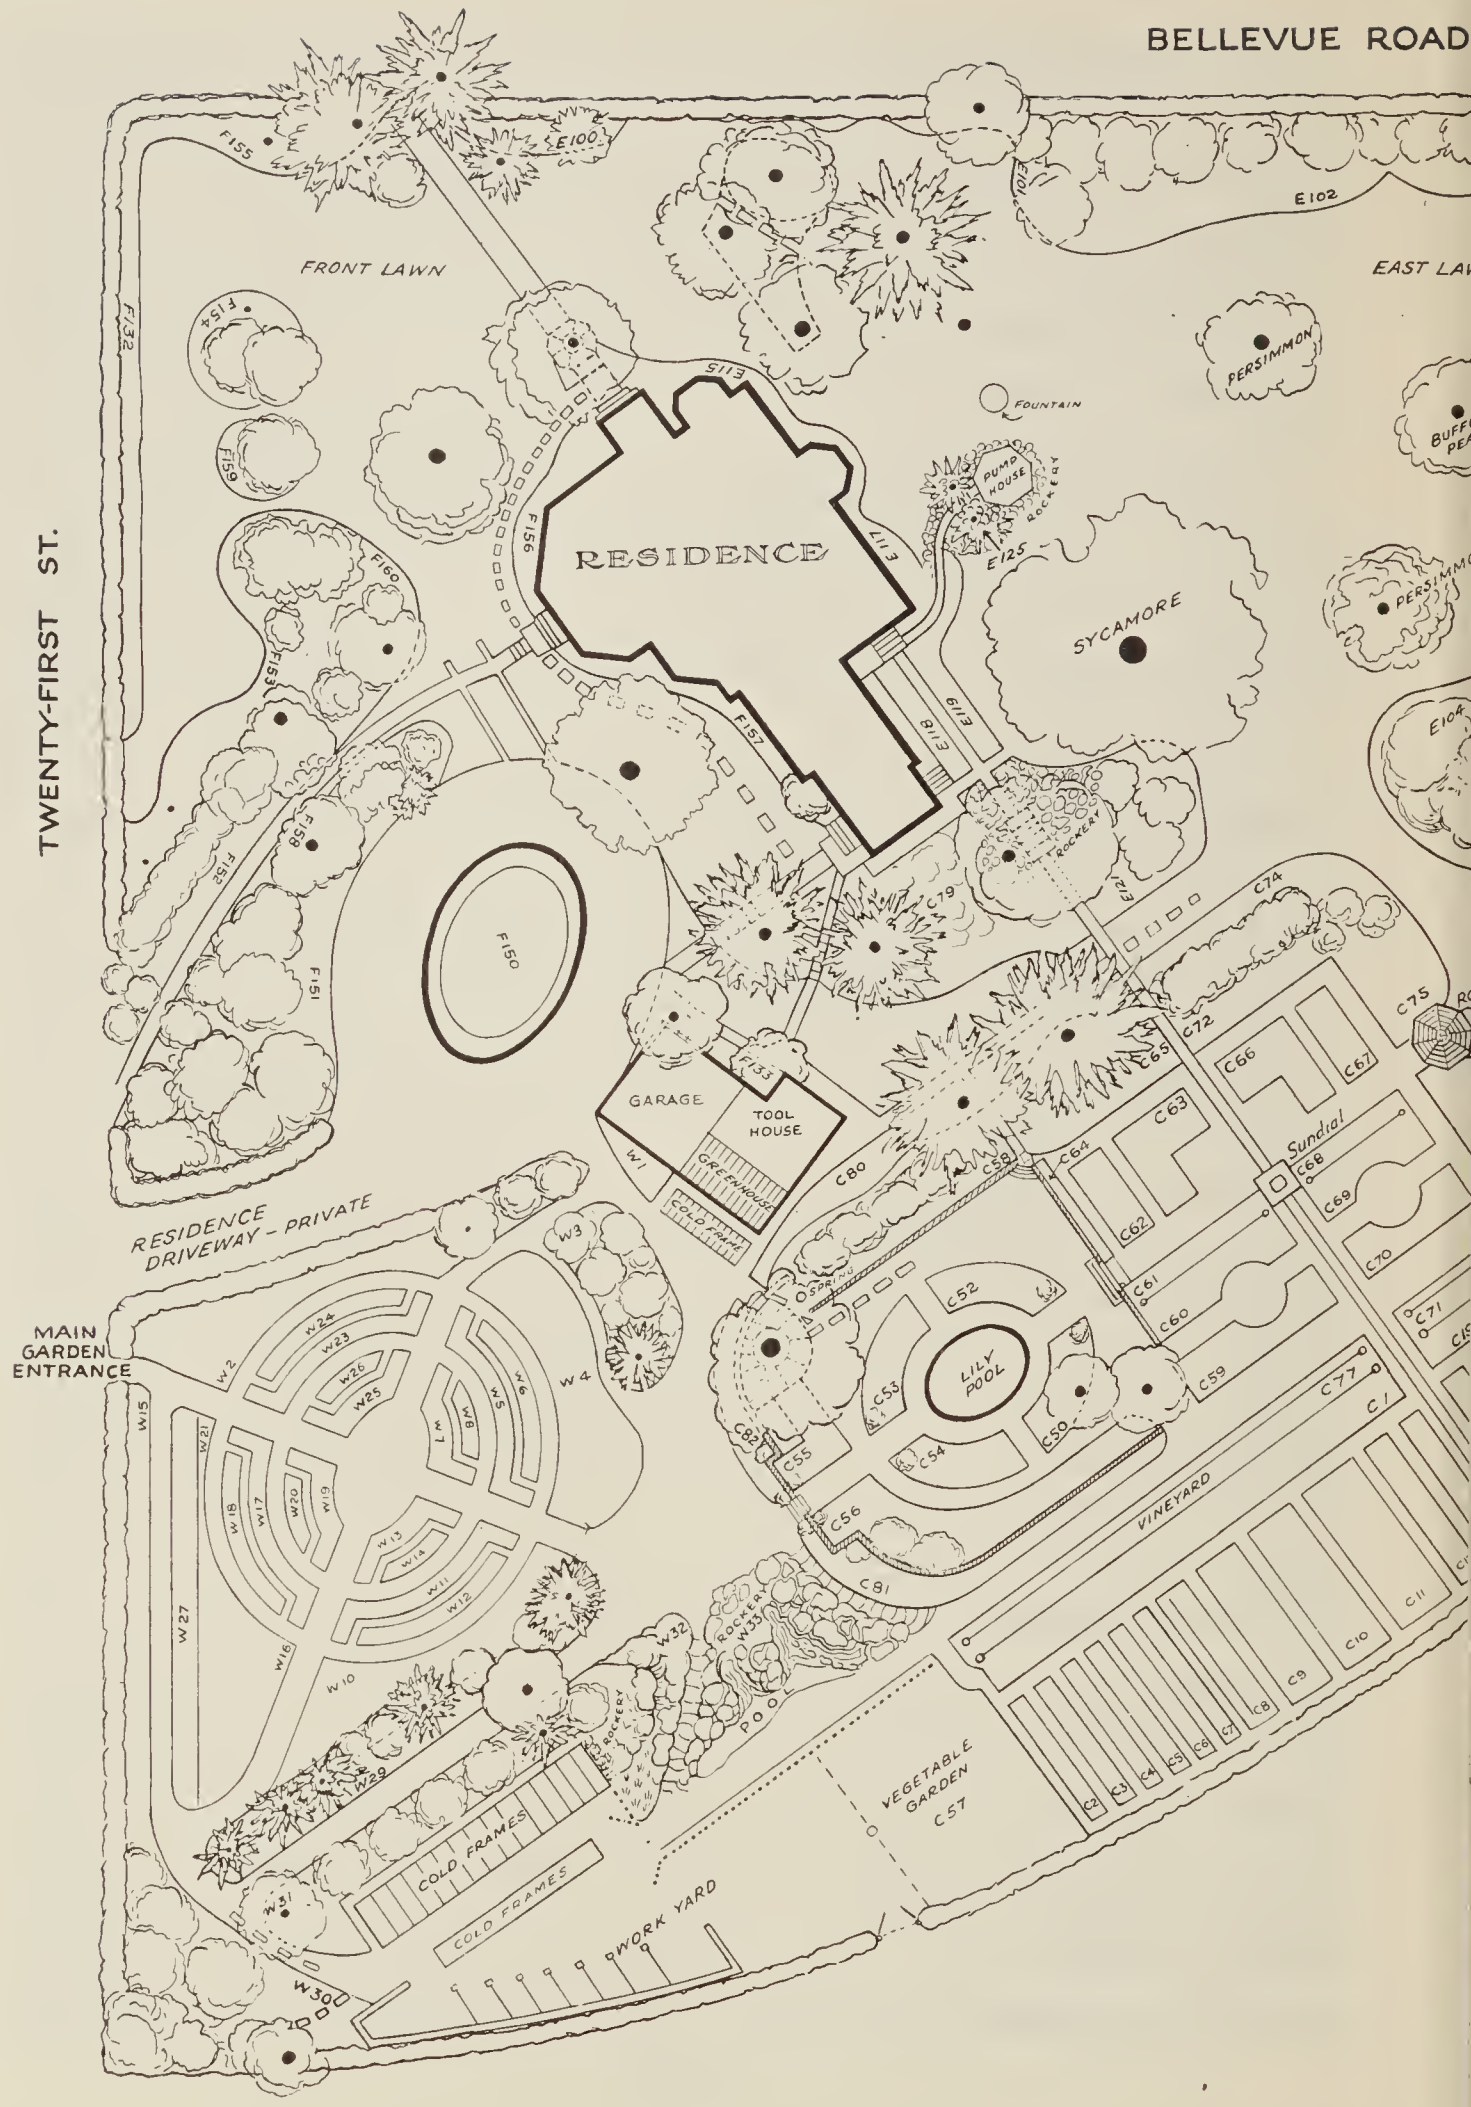 BELLEVUE ROAD
F155
E100
E101
E102
FRONT LAWN
EAST LAW
F154
F132
PERSIMMON
E115
FOUNTAIN
BUFF
PEA
F159
PUMP
HOUSE
ROCKERY
F156
RESIDENCE
E117
E125
TWENTY-FIRST ST.
F160
PERSIMMO
SYCAMORE
F153
E119
E118
E104
F157
F158
ROCKERY
F152
C79
E121
C74
F150
F151
C75
RO
C72
C65
C66
C67
F133
GARAGE
TOOL
HOUSE
C63
Sundial
C64
C58
W1
GREENHOUSE
C80
C68
C69
COLD FRAME
C62
RESIDENCE
DRIVEWAY - PRIVATE
W3
C70
SPRING
C61
C52
C60
C71
MAIN
GARDEN
ENTRANCE
W24
W23
W2
W26
W25
W6
W5
W4
LILY
POOL
C53
C59
C77
C1
W15
W21
W8
W7
C82
C50
C54
C55
W19
W20
W17
W18
C56
VINEYARD
W13
W14
W11
W12
C81
W27
ROCKERY
W33
W32
C11
C10
W16
W10
C9
POOL
ROCKERY
C8
C7
C6
C5
C4
C3
C2
W29
VEGETABLE
GARDEN
C57
COLD FRAMES
COLD FRAMES
W31
WORK YARD
W30